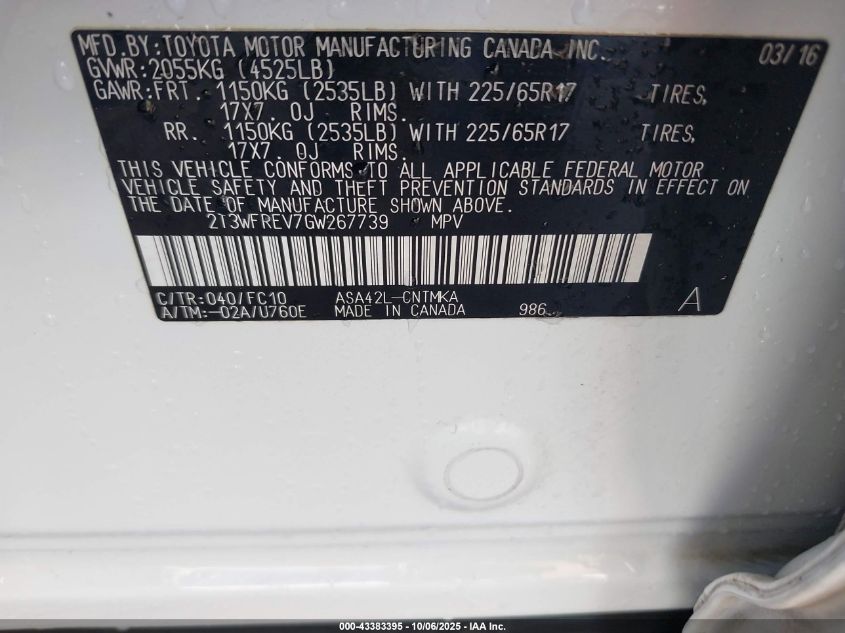 MFD.BY:TOYOTA MOTOR MANUFACTURING CANADA INC. 03/16
GVWR:2055KG (4525LB)
GAWR:FRT. 1150KG (2535LB) WITH 225/65R17 TIRES,
17X7.0J RIMS.
RR. 1150KG (2535LB) WITH 225/65R17 TIRES,
17X7.0J RIMS.
THIS VEHICLE CONFORMS TO ALL APPLICABLE FEDERAL MOTOR
VEHICLE SAFETY AND THEFT PREVENTION STANDARDS IN EFFECT ON
THE DATE OF MANUFACTURE SHOWN ABOVE.
2T3WFREV7GW267739 MPV
C/TR:040/FC10 ASA42L-CNTMKA
A/TM:-02A/U760E MADE IN CANADA 986 A
000-43383395 - 10/06/2025 - IAA Inc.